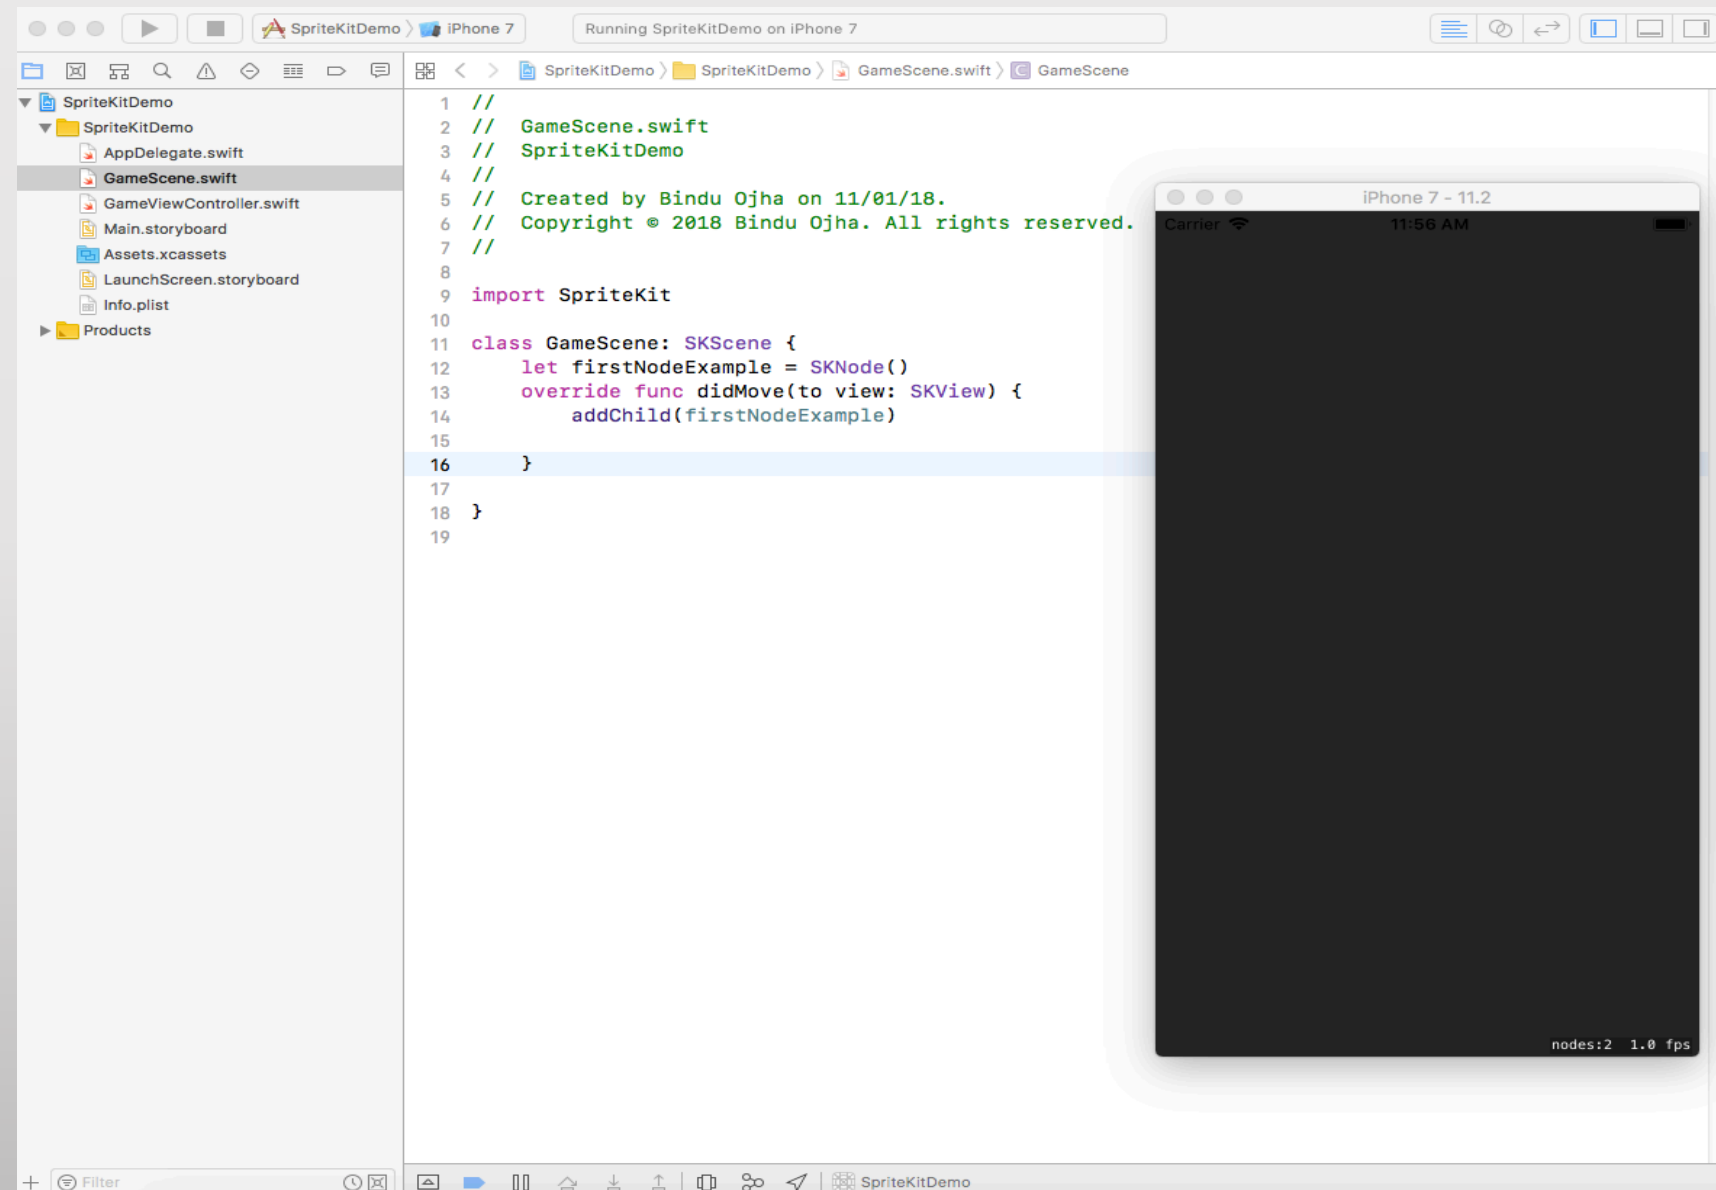 SpriteKitDemo iPhone 7 Running SpriteKitDemo on iPhone 7
SpriteKitDemo SpriteKitDemo GameScene.swift C GameScene
SpriteKitDemo
SpriteKitDemo
AppDelegate.swift
GameScene.swift
GameViewController.swift
Main.storyboard
Assets.xcassets
LaunchScreen.storyboard
Info.plist
Products
1 //
2 //  GameScene.swift
3 //  SpriteKitDemo
4 //
5 //  Created by Bindu Ojha on 11/01/18.
6 //  Copyright © 2018 Bindu Ojha. All rights reserved.
7 //
8
9 import SpriteKit
10
11 class GameScene: SKScene {
12     let firstNodeExample = SKNode()
13     override func didMove(to view: SKView) {
14         addChild(firstNodeExample)
15
16     }
17
18 }
19
iPhone 7 - 11.2
Carrier 11:56 AM
nodes:2 1.0 fps
Filter
SpriteKitDemo